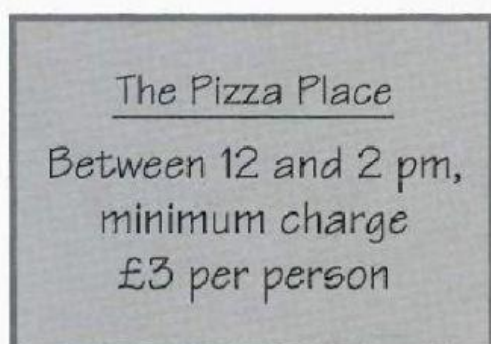 The Pizza Place
Between 12 and 2 pm,
minimum charge
£3 per person